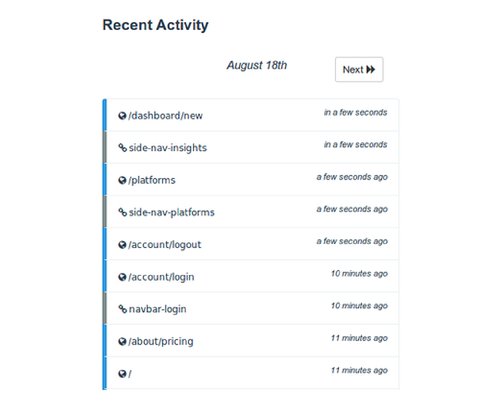 Recent Activity
August 18th
Next
/dashboard/new in a few seconds
side-nav-insights in a few seconds
/platforms a few seconds ago
side-nav-platforms a few seconds ago
/account/logout a few seconds ago
/account/login 10 minutes ago
navbar-login 10 minutes ago
/about/pricing 11 minutes ago
/ 11 minutes ago